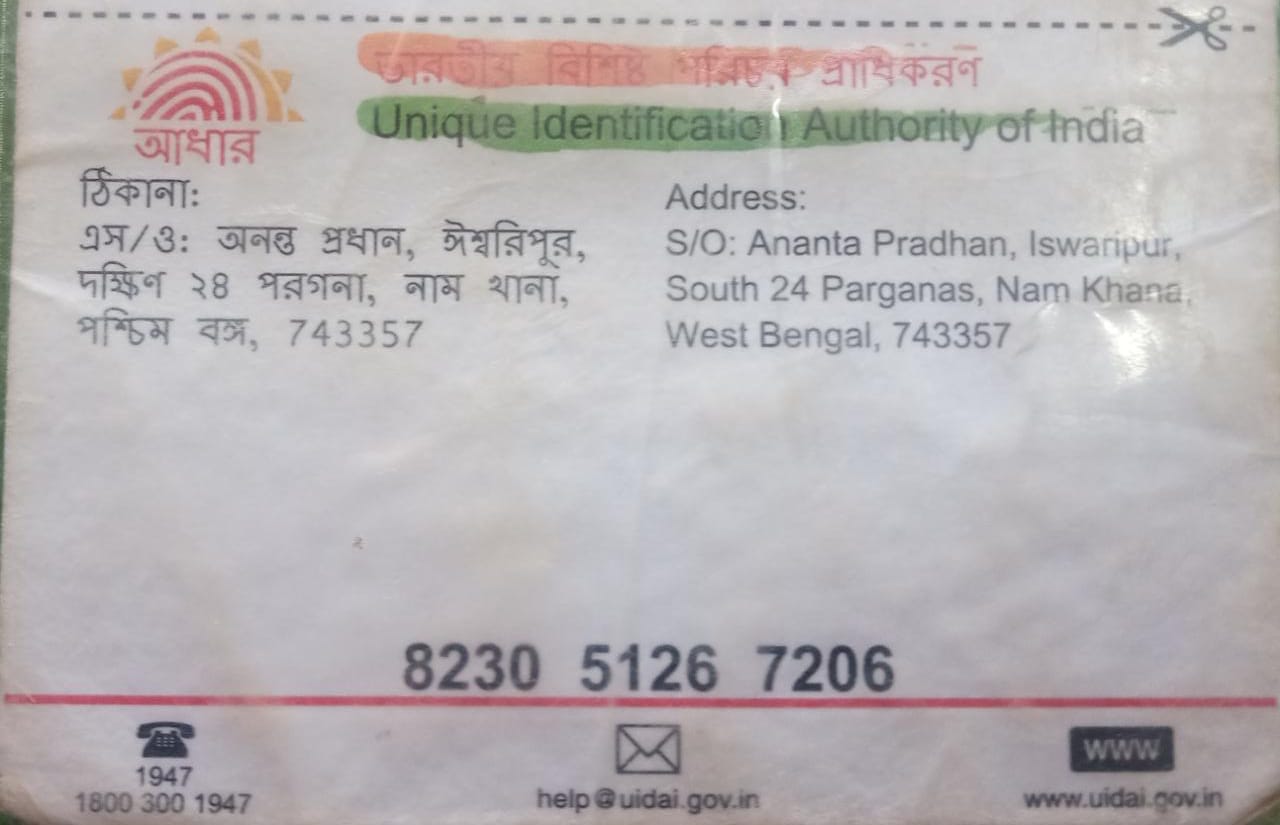 ভারতীয় বিশিষ্ট পরিচয় প্রাধিকরণ
Unique Identification Authority of India
আধার
ঠিকানা:
এস/ও: অনন্ত প্রধান, ঈশ্বরিপুর,
দক্ষিণ ২৪ পরগনা, নাম খানা,
পশ্চিম বঙ্গ, 743357
Address:
S/O: Ananta Pradhan, Iswaripur,
South 24 Parganas, Nam Khana,
West Bengal, 743357
8230 5126 7206
1947
1800 300 1947
help@uidai.gov.in
WWW
www.uidai.gov.in